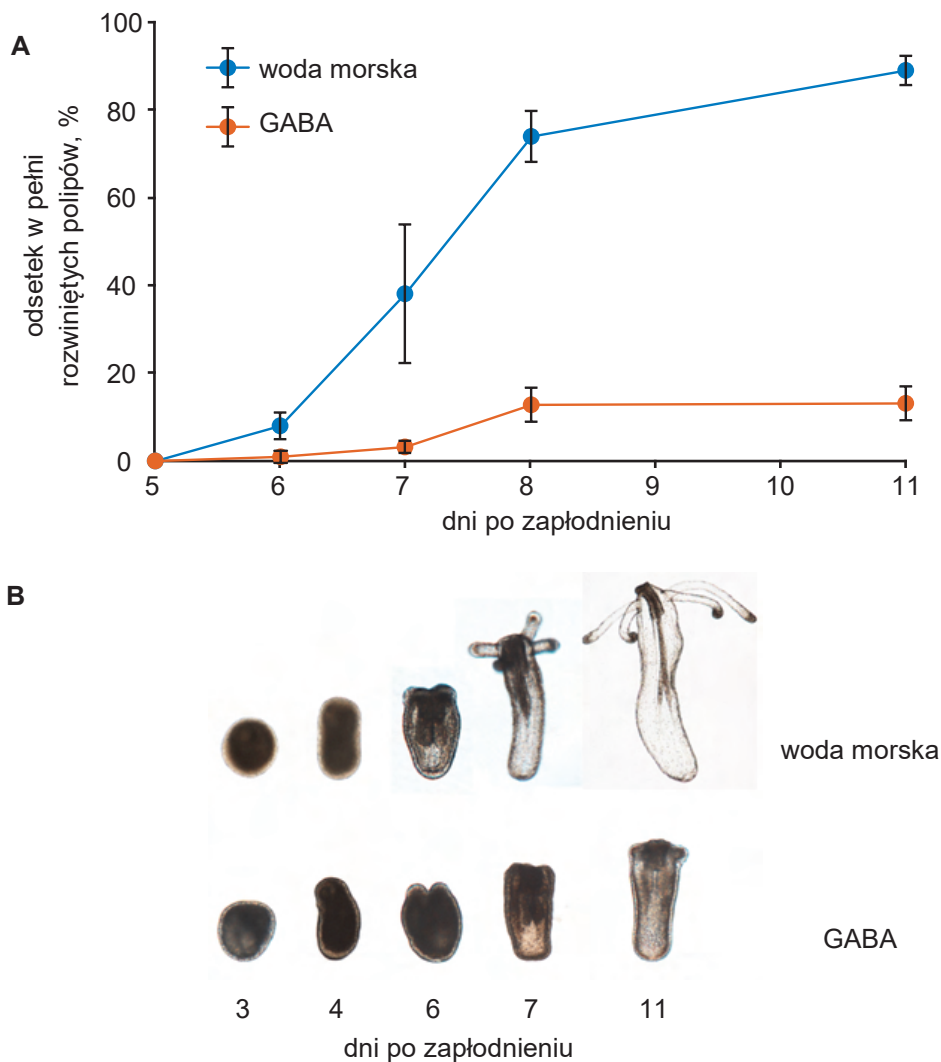 A
odsetek w pełni
rozwiniętych polipów, %
100
80
60
40
20
0
woda morska
GABA
5 6 7 8 9 10 11
dni po zapłodnieniu
B
woda morska
GABA
3 4 6 7 11
dni po zapłodnieniu